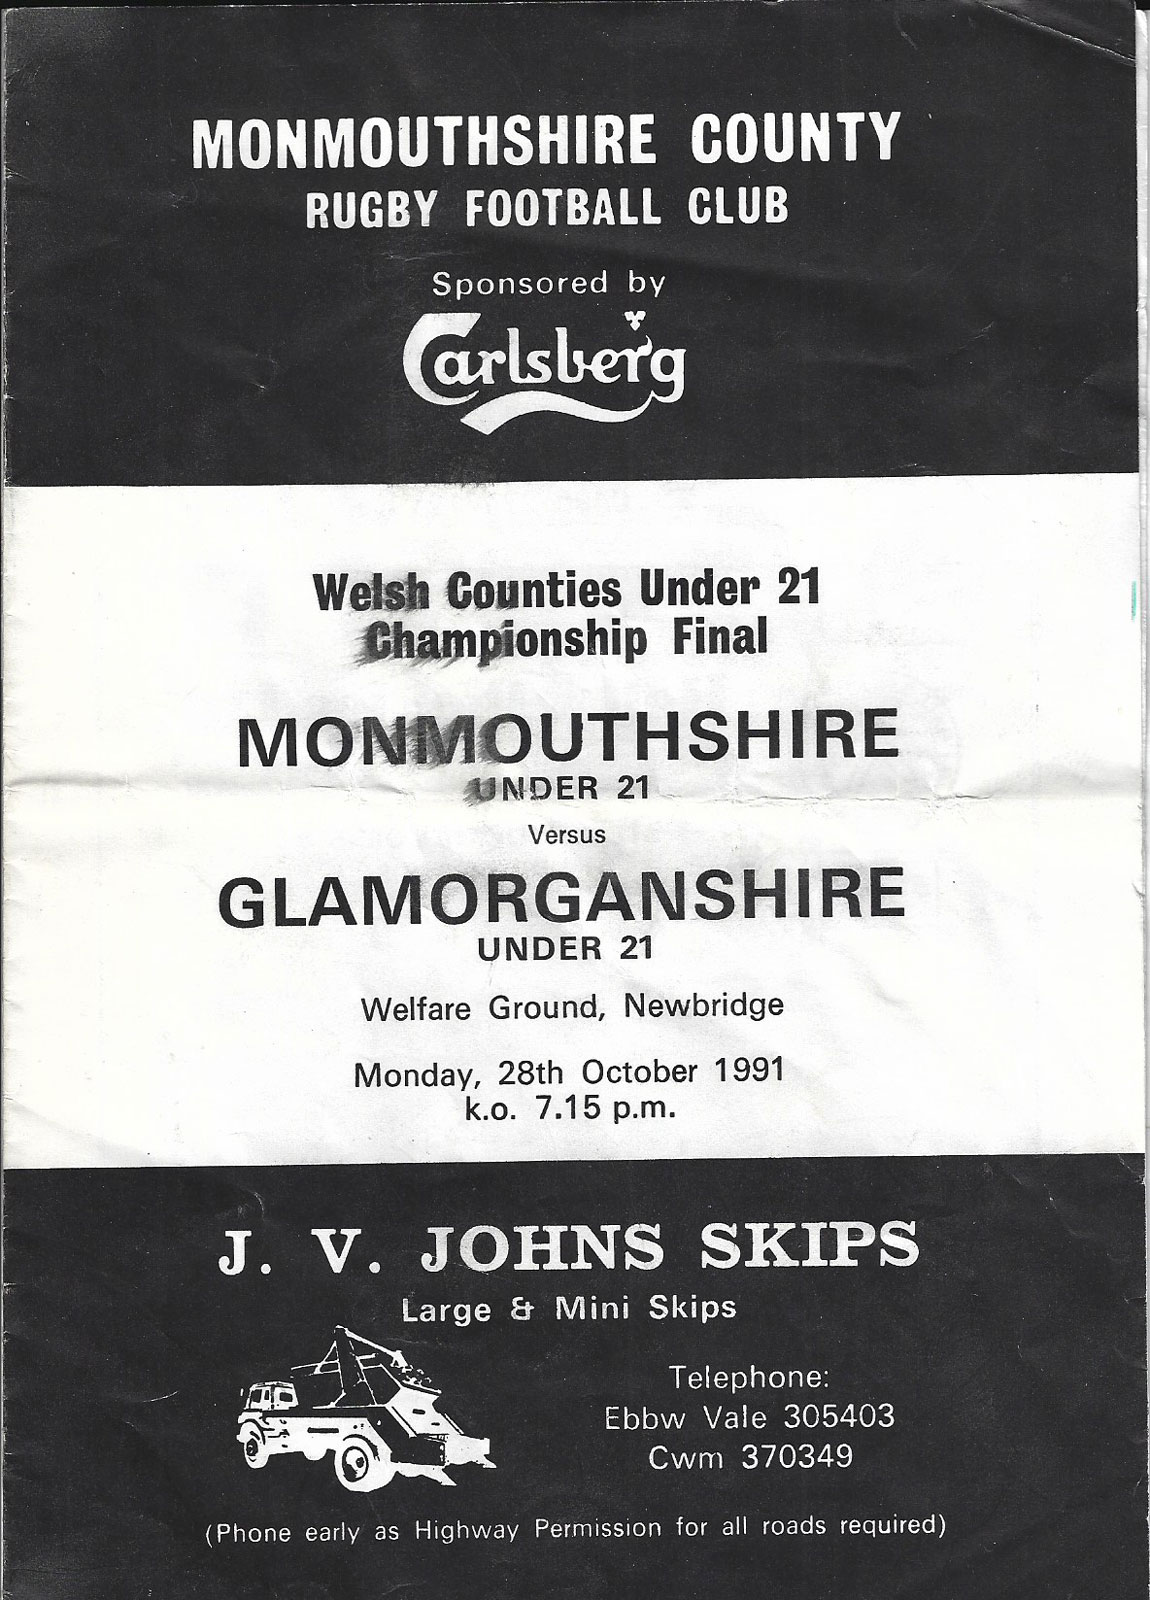 MONMOUTHSHIRE COUNTY
RUGBY FOOTBALL CLUB
Sponsored by
Carlsberg
Welsh Counties Under 21
Championship Final
MONMOUTHSHIRE
UNDER 21
Versus
GLAMORGANSHIRE
UNDER 21
Welfare Ground, Newbridge
Monday, 28th October 1991
k.o. 7.15 p.m.
J. V. JOHNS SKIPS
Large & Mini Skips
Telephone:
Ebbw Vale 305403
Cwm 370349
(Phone early as Highway Permission for all roads required)